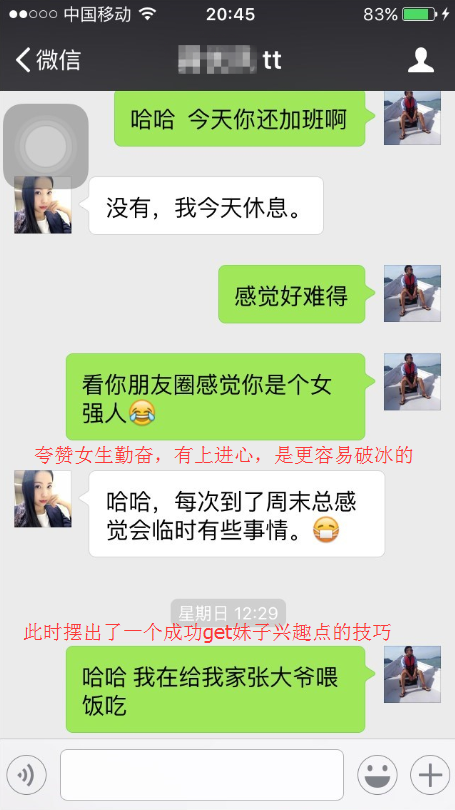 中国移动 20:45 83%
微信 tt
哈哈 今天你还加班啊
没有，我今天休息。
感觉好难得
看你朋友圈感觉你是个女
强人😂
夸赞女生勤奋，有上进心，是更容易破冰的
哈哈，每次到了周末总感
觉会临时有些事情。😷
星期日 12:29
此时摆出了一个成功get妹子兴趣点的技巧
哈哈 我在给我家张大爷喂
饭吃